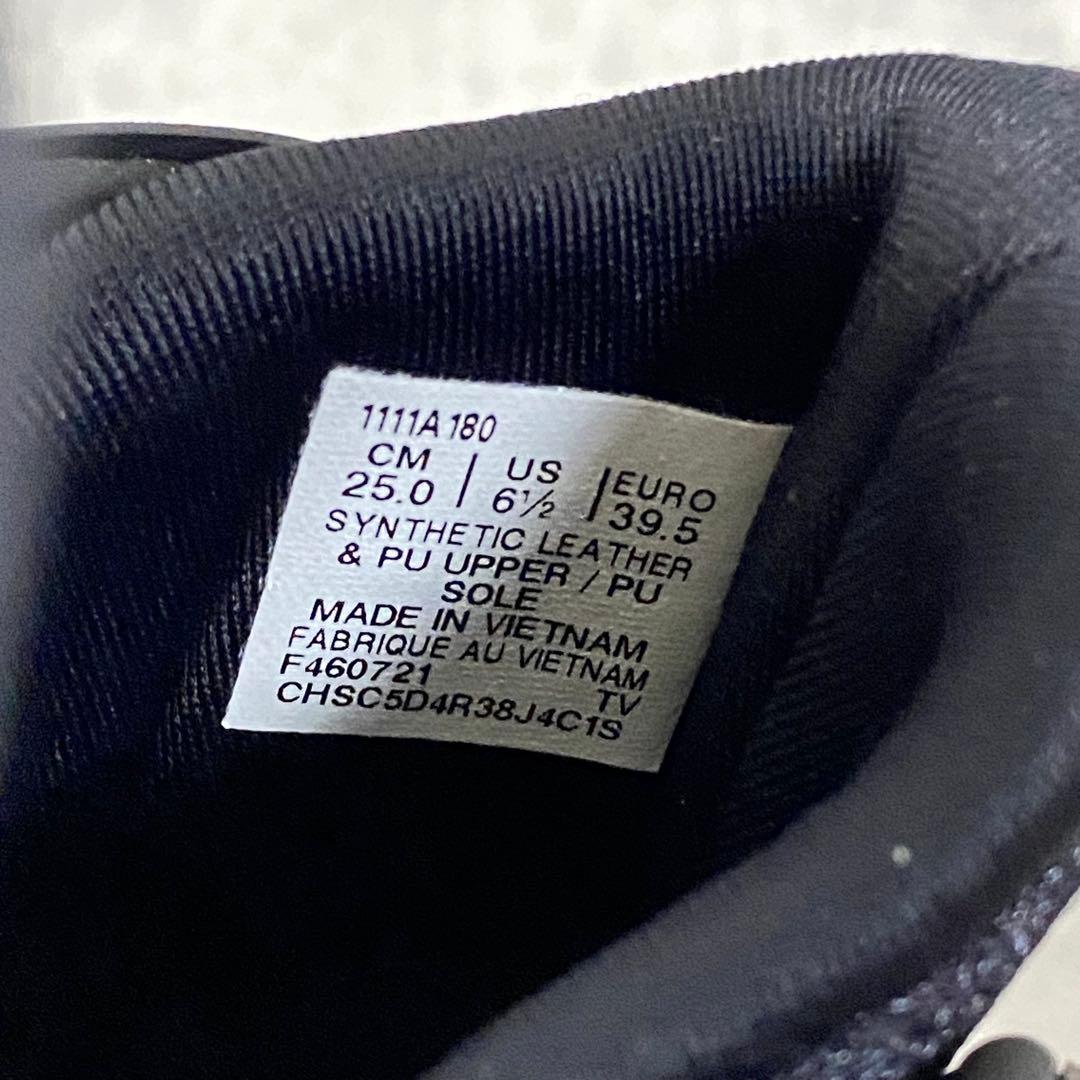 1111A180
CM | US | EURO
25.0 | 6½ | 39.5
SYNTHETIC LEATHER
& PU UPPER / PU
SOLE
MADE IN VIETNAM
FABRIQUE AU VIETNAM
F460721 TV
CHSC5D4R38J4C1S